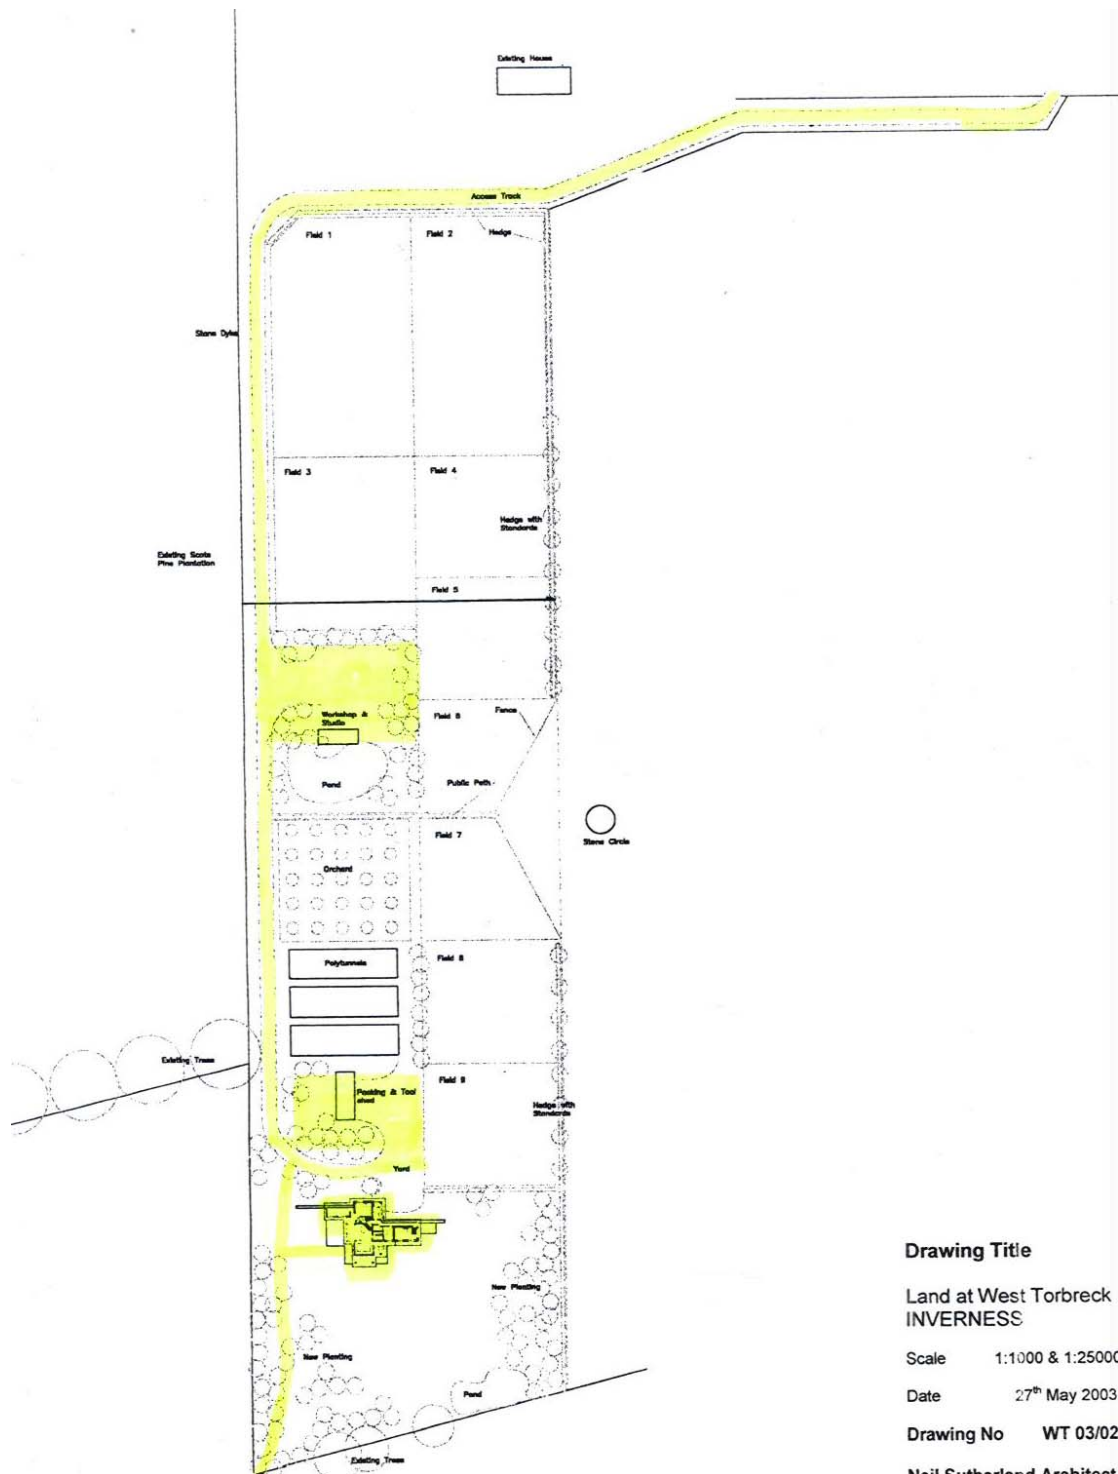 Existing House
Access Track
Field 1
Field 2
Hedge
Stone Dyke
Field 3
Field 4
Hedge with
Standards
Existing Scots
Pine Plantation
Field 5
Workshop &
Studio
Field 6
Fence
Pond
Public Path
Field 7
Stone Circle
Orchard
Polytunnels
Field 8
Existing Trees
Packing & Tool
shed
Field 9
Hedge with
Standards
Yard
New Planting
New Planting
Pond
Existing Trees
Drawing Title
Land at West Torbreck
INVERNESS
Scale 1:1000 & 1:25000
Date 27th May 2003
Drawing No WT 03/02
Neil Sutherland Architect